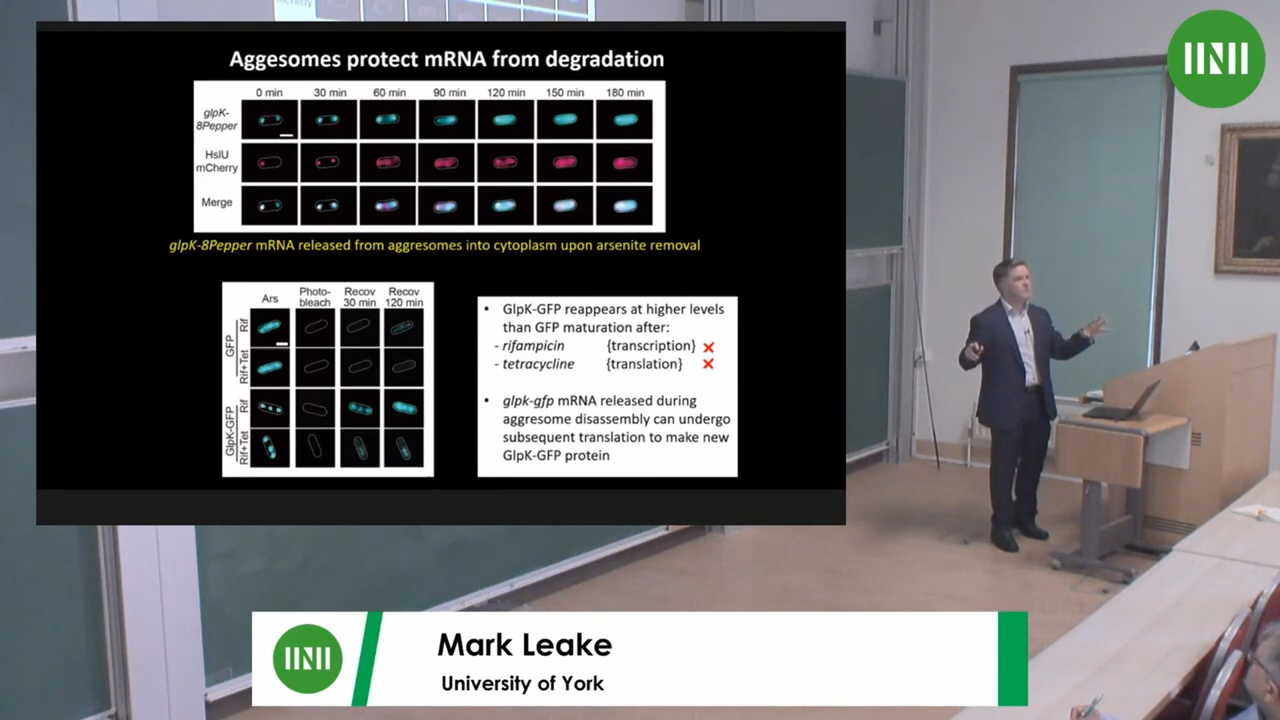 cherry
Aggesomes protect mRNA from degradation
0 min 30 min 60 min 90 min 120 min 150 min 180 min
glpK-
8Pepper
HslU
mCherry
Merge
glpK-8Pepper mRNA released from aggresomes into cytoplasm upon arsenite removal
Ars Photo-
bleach Recov
30 min Recov
120 min
GFP
Rif
Rif+Tet
GlpK-GFP
Rif
Rif+Tet
• GlpK-GFP reappears at higher levels
than GFP maturation after:
- rifampicin {transcription} ✕
- tetracycline {translation} ✕
• glpk-gfp mRNA released during
aggresome disassembly can undergo
subsequent translation to make new
GlpK-GFP protein
Mark Leake
University of York